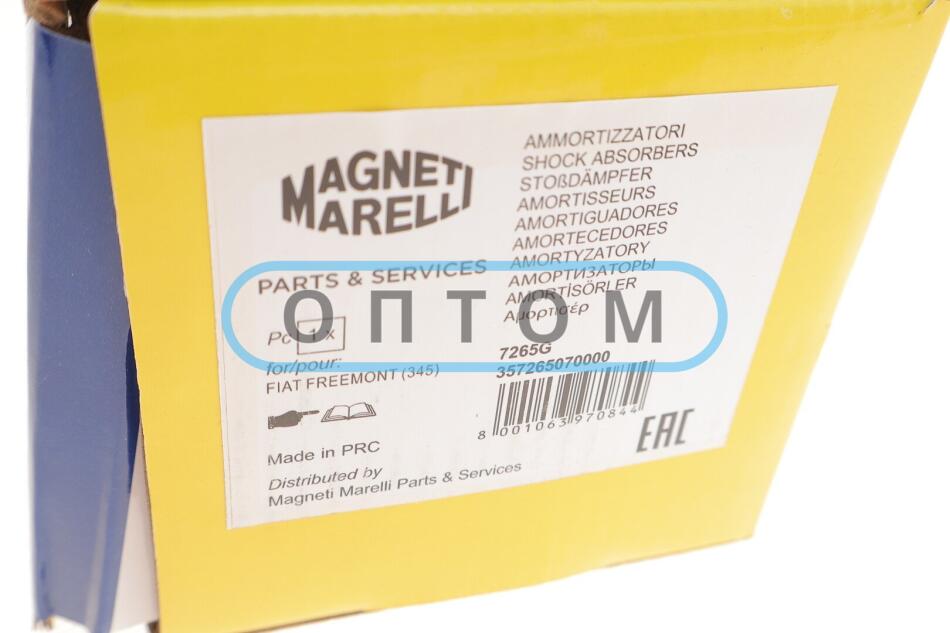 MAGNETI
MARELLI
PARTS & SERVICES
Pc 1 x
for/pour:
FIAT FREEMONT (345)
Made in PRC
Distributed by
Magneti Marelli Parts & Services
AMMORTIZZATORI
SHOCK ABSORBERS
STOßDÄMPFER
AMORTISSEURS
AMORTIGUADORES
AMORTECEDORES
AMORTYZATORY
АМОРТИЗАТОРЫ
AMORTİSÖRLER
Αμορτισέρ
7265G
357265070000
8 001063 970844
EAC
ОПТОМ